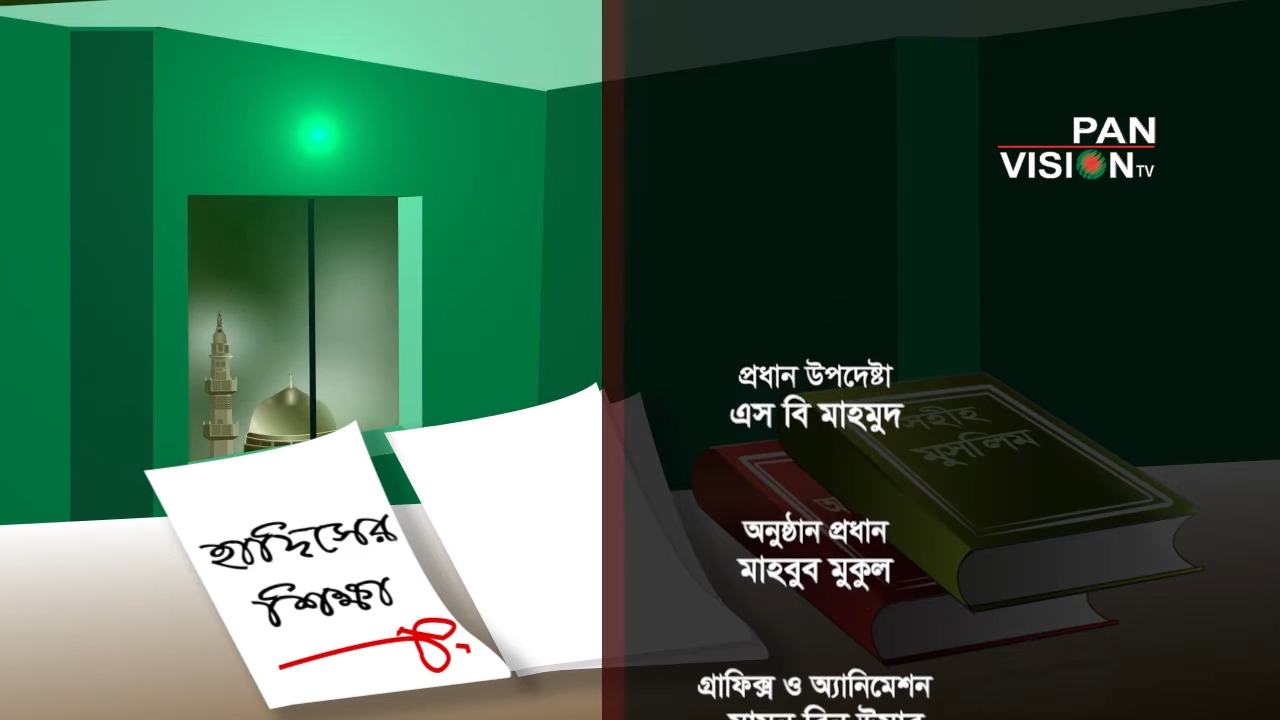 PAN
VISION TV
প্রধান উপদেষ্টা
এস বি মাহমুদ
সহীহ
মুসলিম
অনুষ্ঠান প্রধান
মাহবুব মুকুল
হাদিসের
শিক্ষা
গ্রাফিক্স ও অ্যানিমেশন